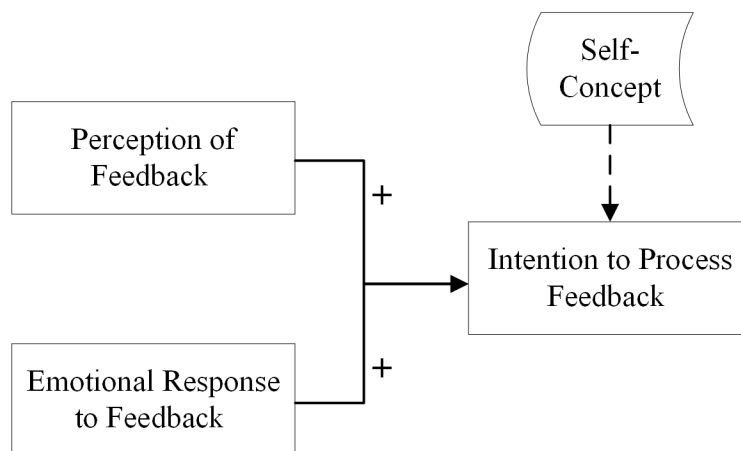 Self-
Concept
Perception of
Feedback
+
Intention to Process
Feedback
+
Emotional Response
to Feedback